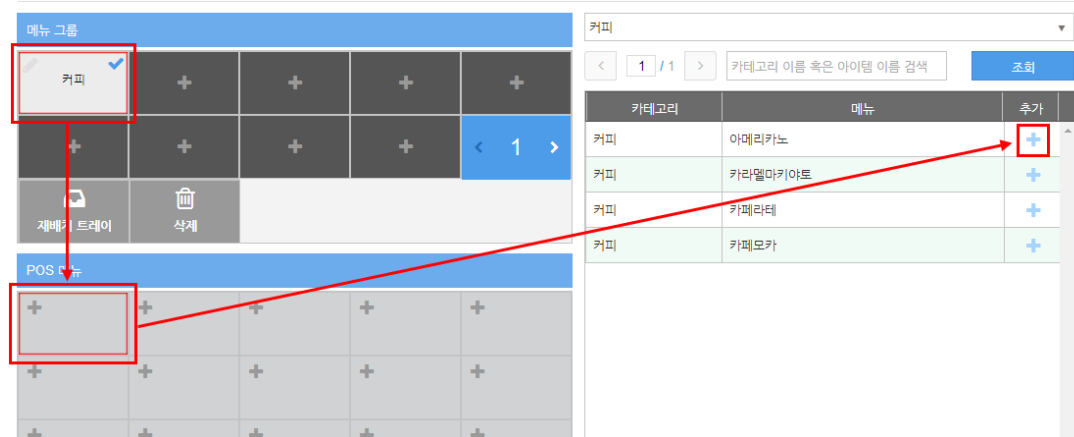 메뉴 그룹
커피
< 1 >
재배치 트레이
삭제
POS 메뉴
커피
< 1 / 1 >
카테고리 이름 혹은 아이템 이름 검색
조회
카테고리 메뉴 추가
커피 아메리카노
커피 카라멜마키야토
커피 카페라테
커피 카페모카